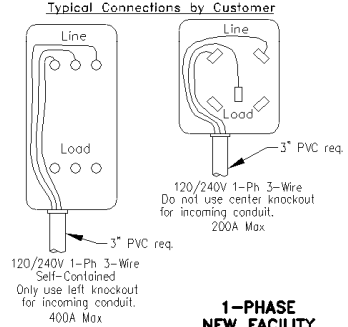 Typical Connections by Customer
Line
Load
3" PVC req.
120/240V 1-Ph 3-Wire
Self-Contained
Only use left knockout
for incoming conduit.
400A Max
Line
Load
3" PVC req.
120/240V 1-Ph 3-Wire
Do not use center knockout
for incoming conduit.
200A Max
1-PHASE
NEW FACILITY